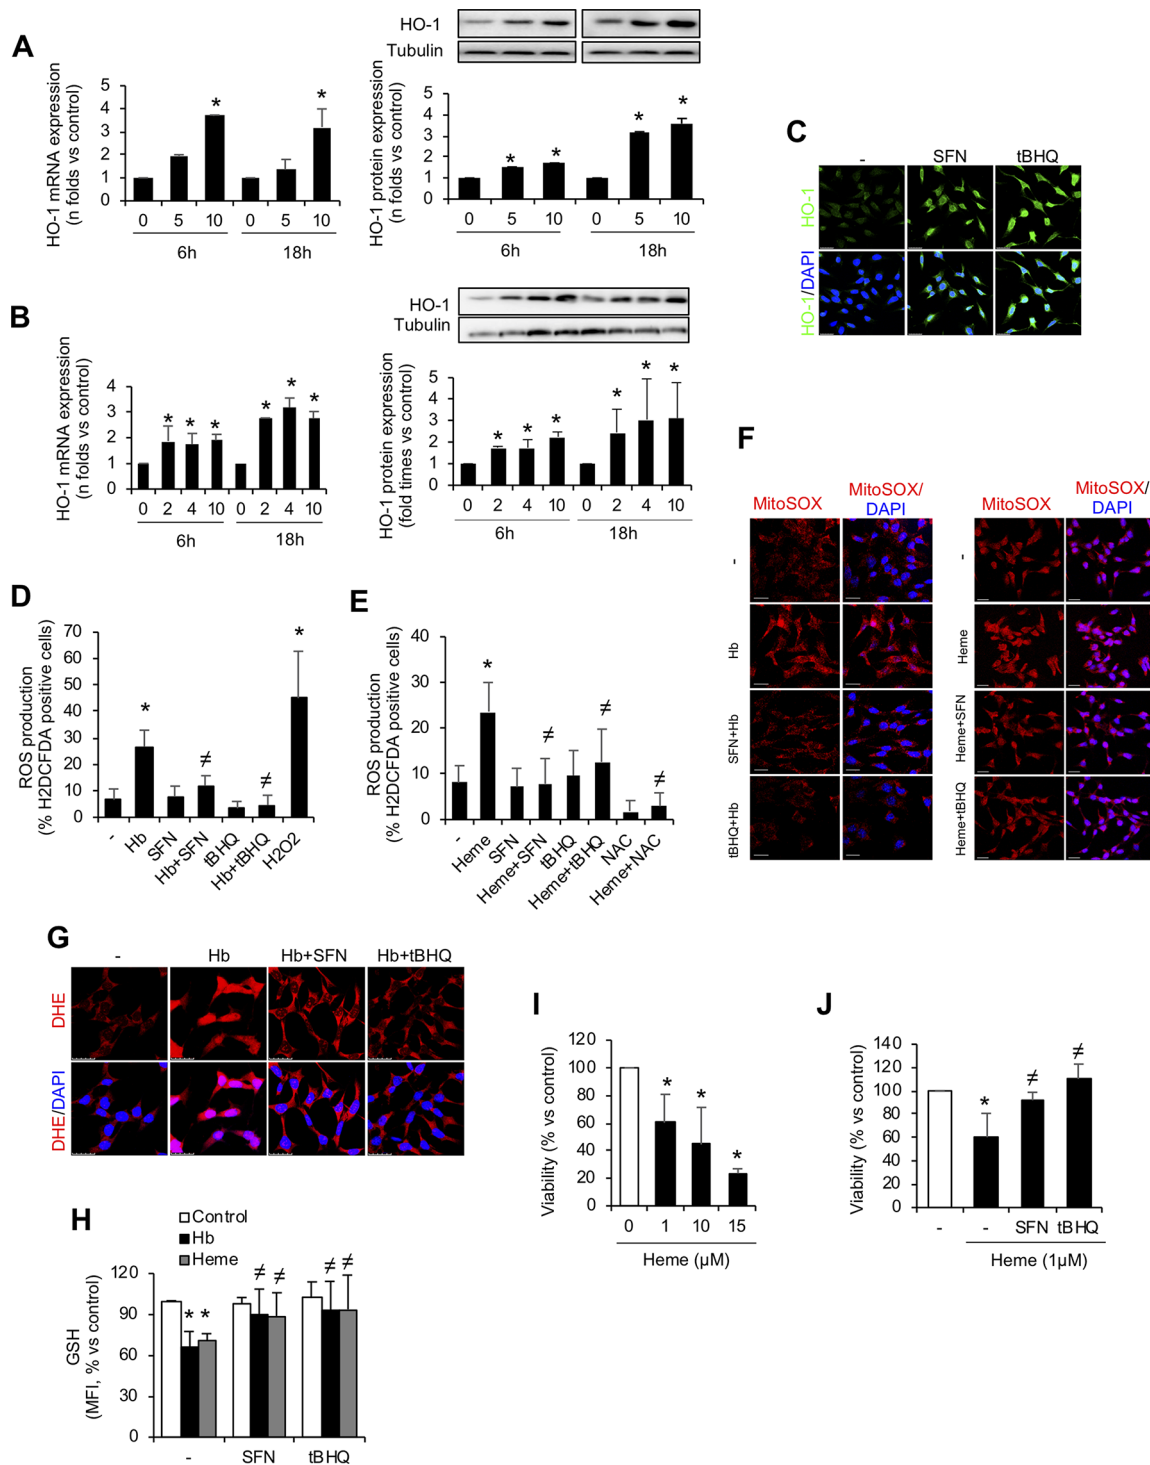 A
HO-1
Tubulin
HO-1 mRNA expression
(n folds vs control)
5
4
3
2
1
0
*
*
0 5 10 0 5 10
6h 18h
HO-1 protein expression
(n folds vs control)
5
4
3
2
1
0
* * * *
0 5 10 0 5 10
6h 18h
B
HO-1
Tubulin
HO-1 mRNA expression
(n folds vs control)
4
3
2
1
0
* * * * * *
0 2 4 10 0 2 4 10
6h 18h
HO-1 protein expression
(fold times vs control)
5
4
3
2
1
0
* * * * * *
0 2 4 10 0 2 4 10
6h 18h
C
- SFN tBHQ
HO-1
HO-1/DAPI
D
ROS production
(% H2DCFDA positive cells)
70
60
50
40
30
20
10
0
* ≠ ≠ *
- Hb SFN Hb+SFN tBHQ Hb+tBHQ H2O2
E
ROS production
(% H2DCFDA positive cells)
40
30
20
10
0
* ≠ ≠ ≠
- Heme SFN Heme+SFN tBHQ Heme+tBHQ NAC Heme+NAC
F
MitoSOX MitoSOX/
DAPI
-
Hb
SFN+Hb
tBHQ+Hb
MitoSOX MitoSOX/
DAPI
-
Heme
Heme+SFN
Heme+tBHQ
G
- Hb Hb+SFN Hb+tBHQ
DHE
DHE/DAPI
H
Control
Hb
Heme
GSH
(MFI, % vs control)
120
90
60
30
0
* * ≠ ≠ ≠ ≠
- SFN tBHQ
I
Viability (% vs control)
120
100
80
60
40
20
0
* * *
0 1 10 15
Heme (µM)
J
Viability (% vs control)
140
120
100
80
60
40
20
0
* ≠ ≠
- - SFN tBHQ
Heme (1µM)